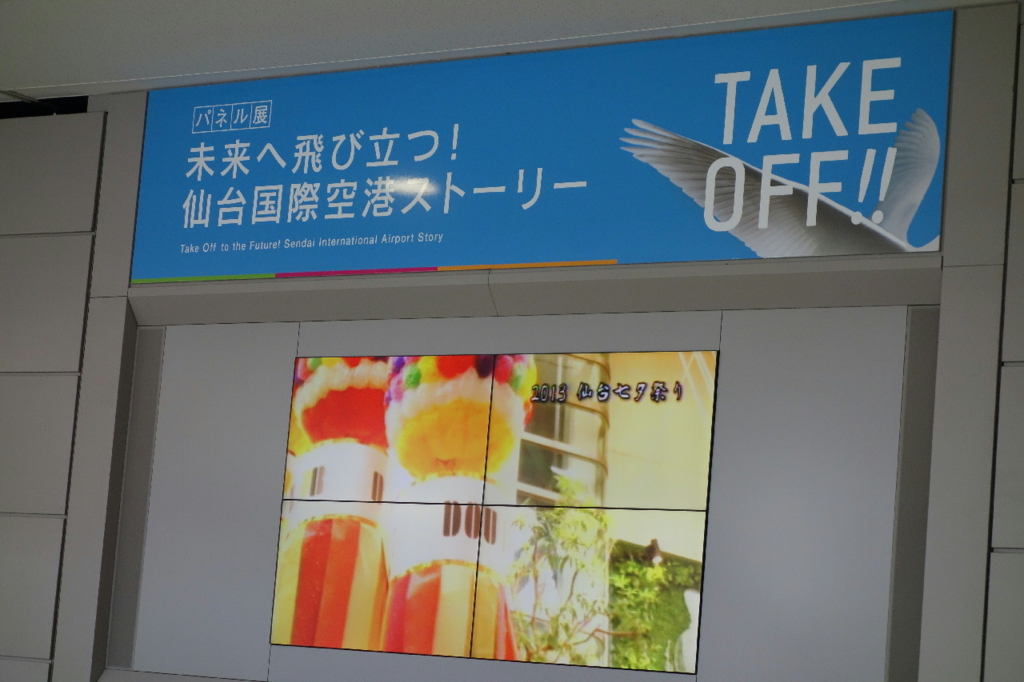 パネル展
未来へ飛び立つ!
仙台国際空港ストーリー
Take Off to the Future! Sendai International Airport Story
TAKE
OFF!!
2013 仙台七夕祭り